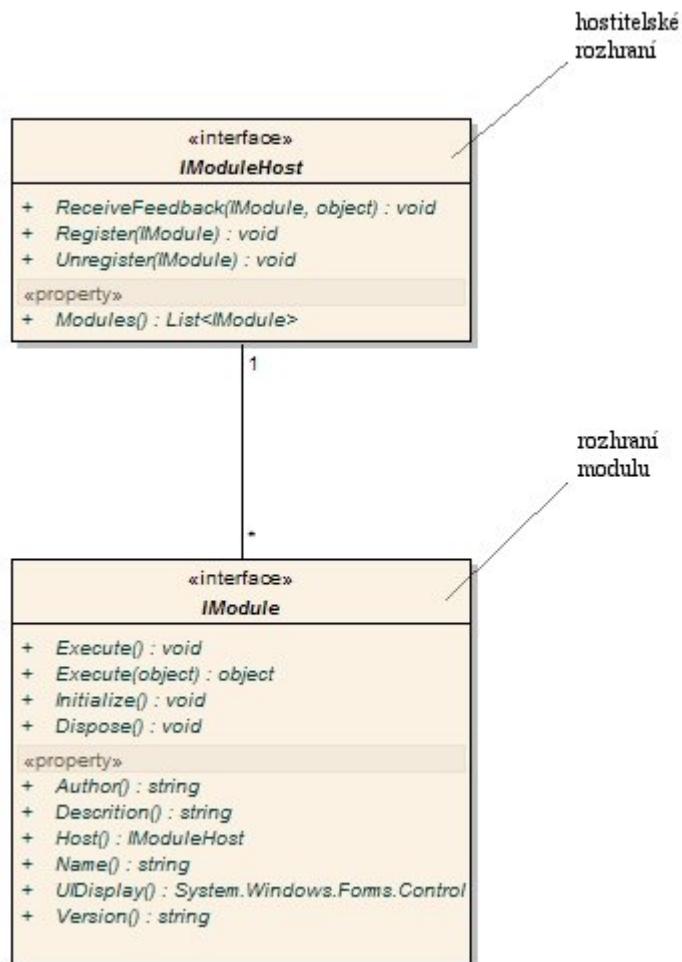 hostitelské
rozhraní
«interface»
IModuleHost
+ ReceiveFeedback(IModule, object) : void
+ Register(IModule) : void
+ Unregister(IModule) : void
«property»
+ Modules() : List<IModule>
1
rozhraní
modulu
*
«interface»
IModule
+ Execute() : void
+ Execute(object) : object
+ Initialize() : void
+ Dispose() : void
«property»
+ Author() : string
+ Descrition() : string
+ Host() : IModuleHost
+ Name() : string
+ UIDisplay() : System.Windows.Forms.Control
+ Version() : string